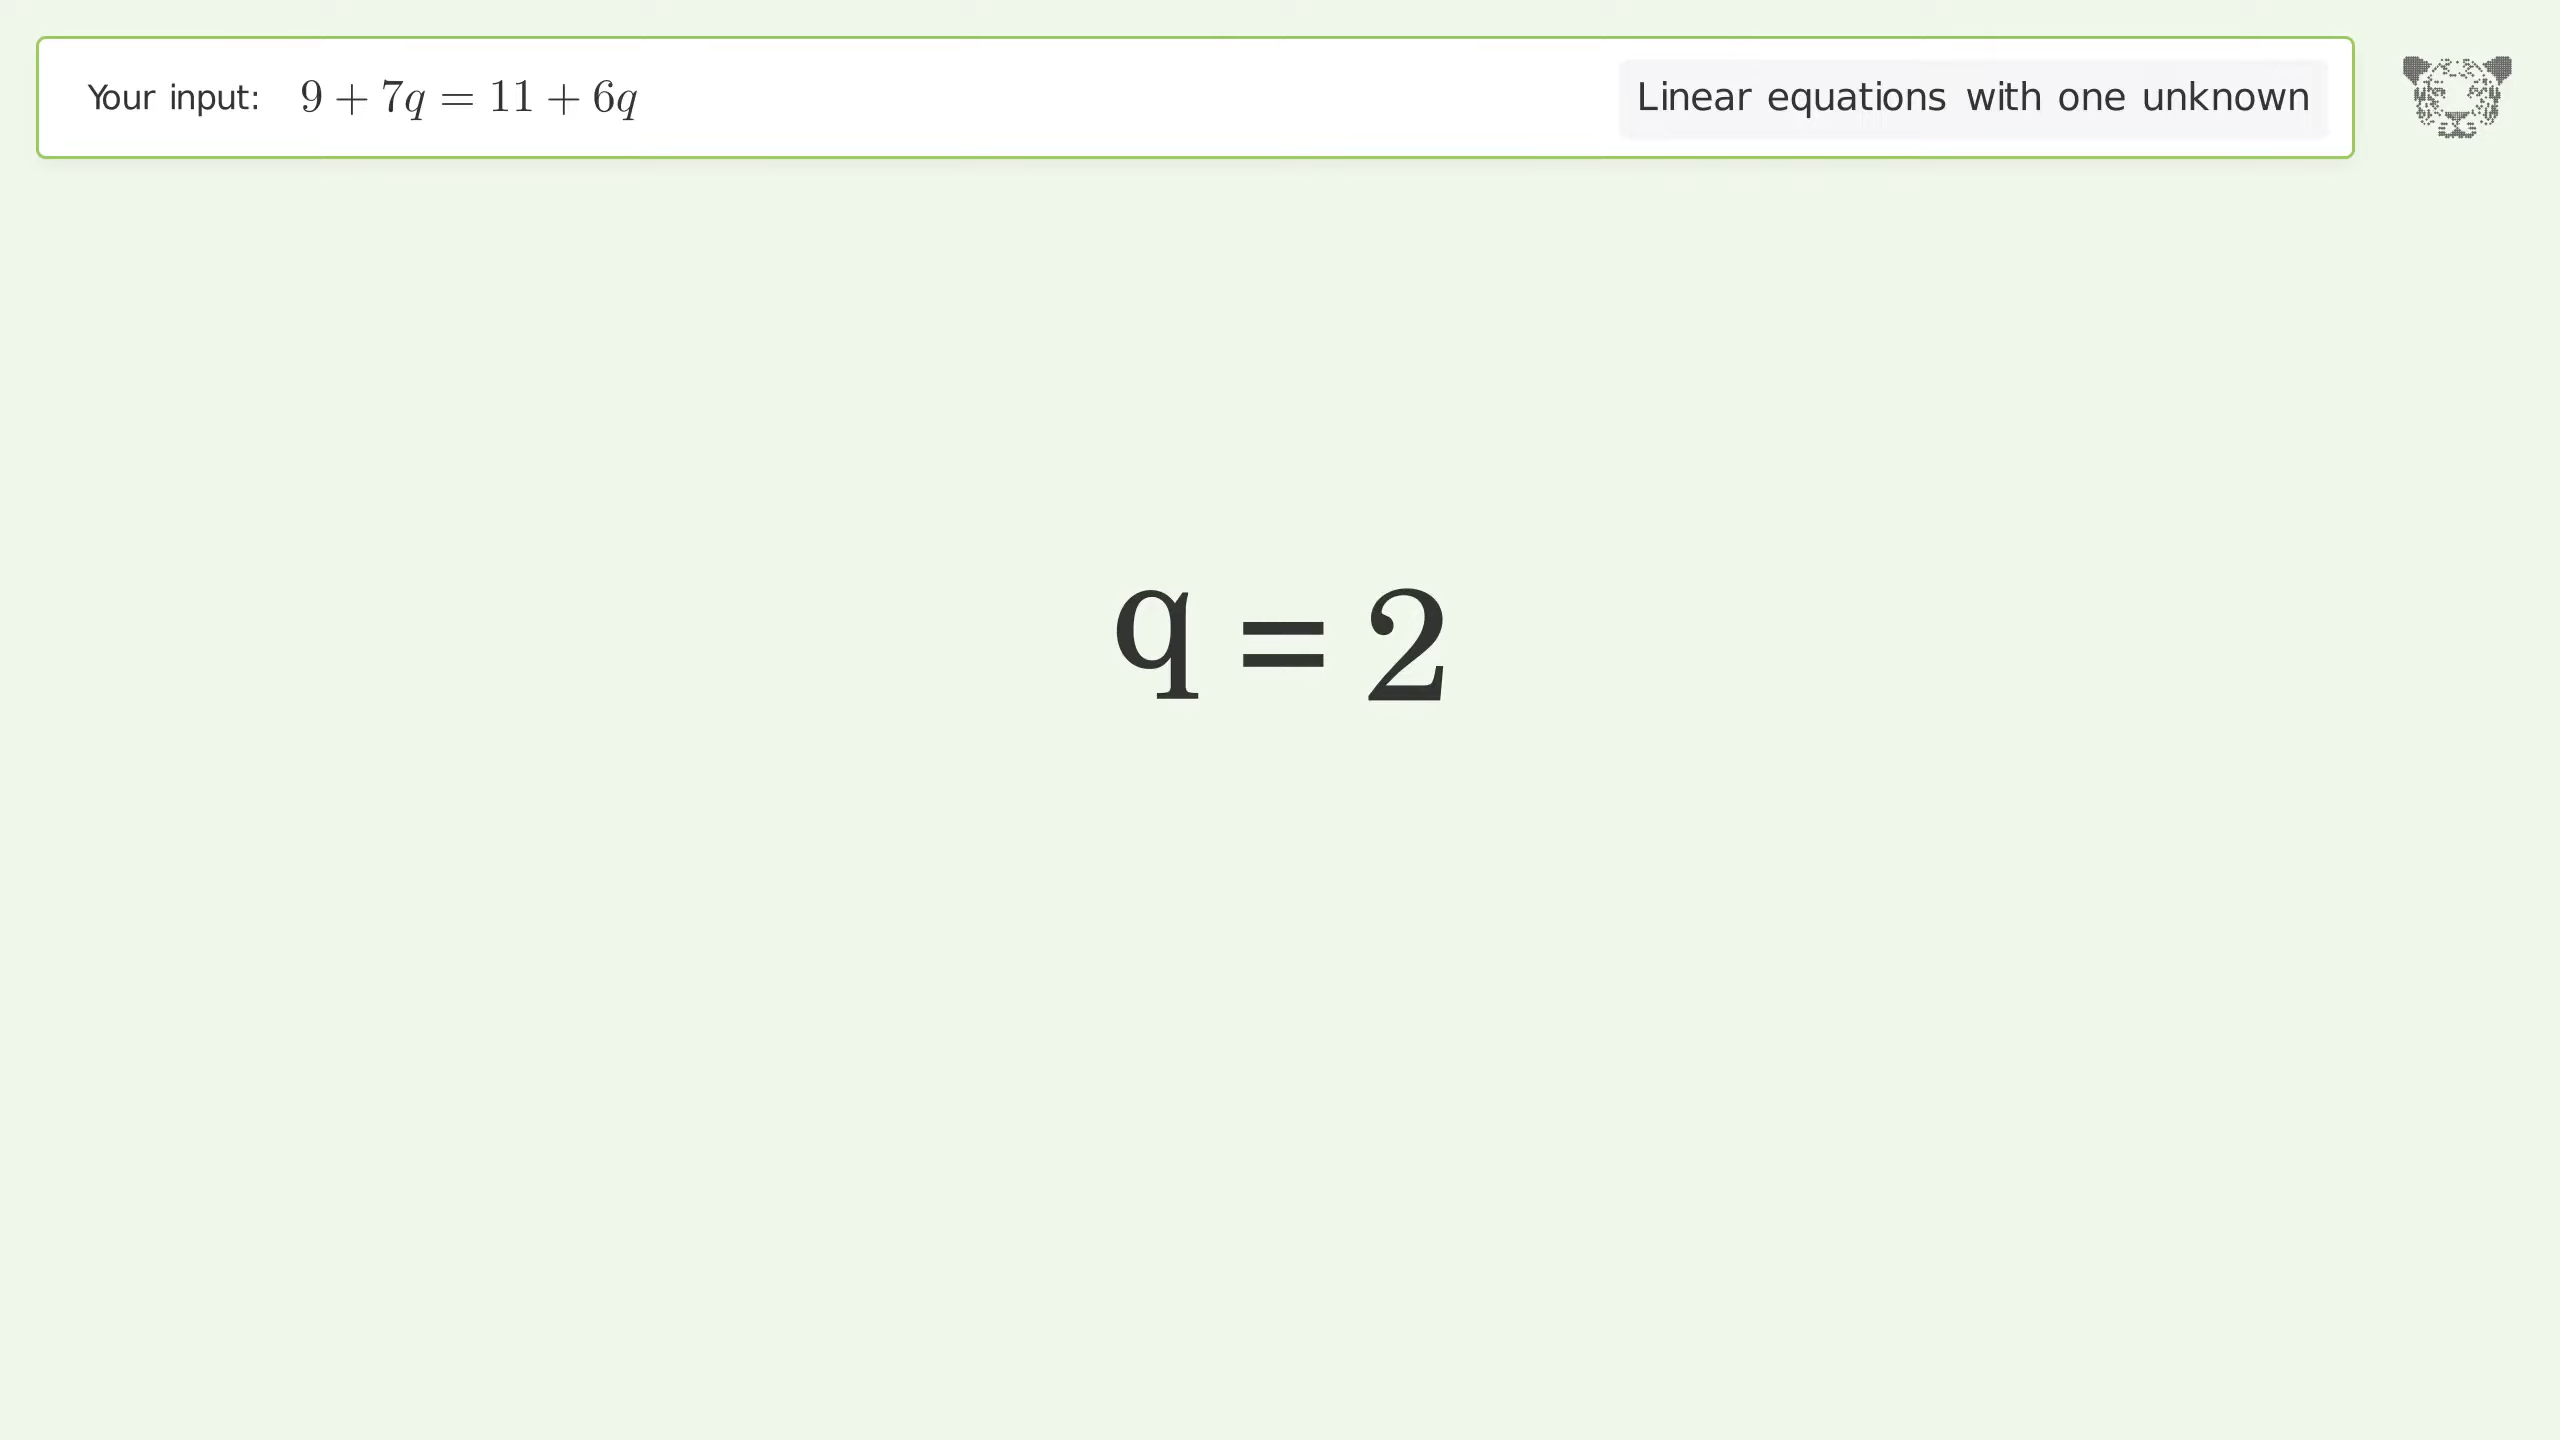 Your input: 9 + 7q = 11 + 6q Linear equations with one unknown
q = 2